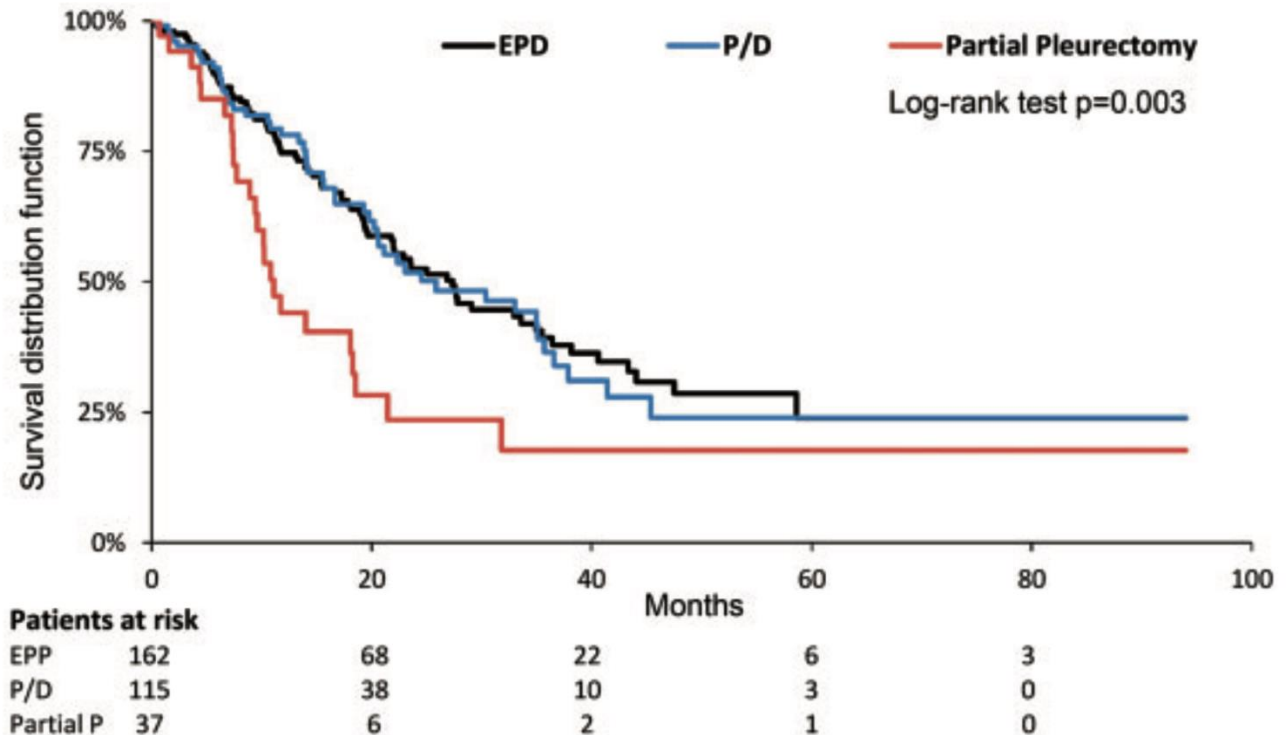 100%
75%
50%
25%
0%
Survival distribution function
EPD P/D Partial Pleurectomy
Log-rank test p=0.003
0 20 40 60 80 100
Months
Patients at risk
EPP 162 68 22 6 3
P/D 115 38 10 3 0
Partial P 37 6 2 1 0